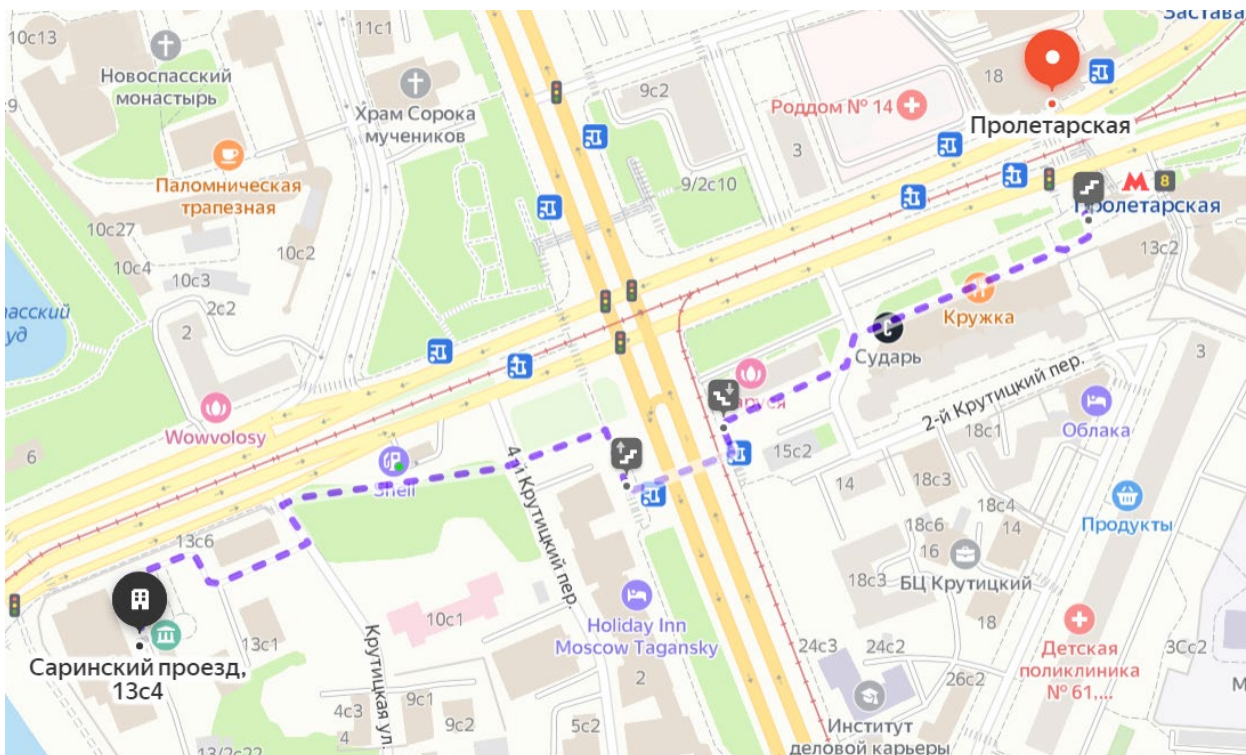 10с13
11с1
Застава
18
Новоспасский
монастырь
Храм Сорока
мучеников
9с2
Роддом № 14
Пролетарская
3
Паломническая
трапезная
9/2с10
8
Пролетарская
10с27
10с4
10с3
10с2
13с2
2с2
2
Кружка
Сударь
3
2-й Крутицкий пер.
Облака
Wowvolosy
6
Shell
4-й Крутицкий пер.
15с2
18с1
14
18с3
18с4
Продукты
13с6
18с6
14
16
БЦ Крутицкий
18с3
10с1
Holiday Inn
Moscow Tagansky
18
Саринский проезд,
13с4
13с1
Крутицкая ул.
2
24с3
24с2
26с2
Детская
поликлиника
№ 61,...
3Сс2
4с3
4
9с1
9с2
5с2
Институт
деловой карьеры
М
13/2с22